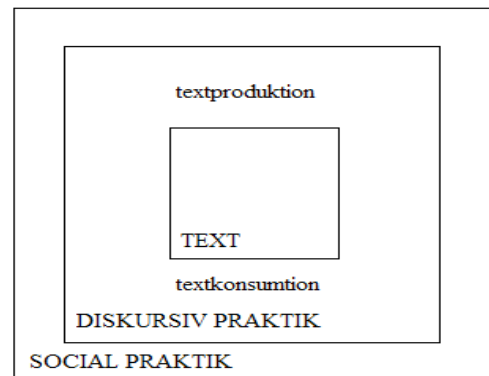 textproduktion
TEXT
textkonsumtion
DISKURSIV PRAKTIK
SOCIAL PRAKTIK